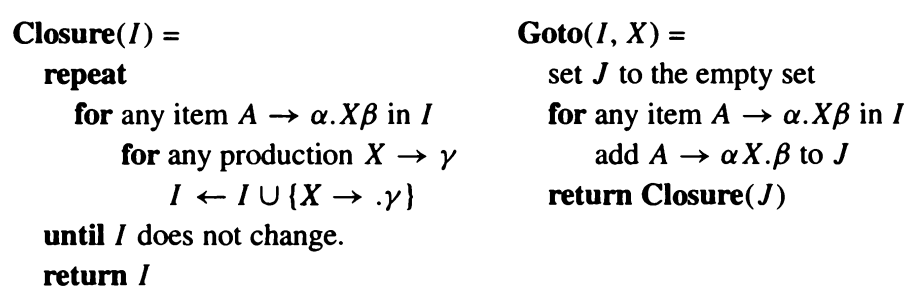 Closure(I) =
repeat
for any item A → α.Xβ in I
for any production X → γ
I ← I ∪ {X → .γ}
until I does not change.
return I
Goto(I, X) =
set J to the empty set
for any item A → α.Xβ in I
add A → αX.β to J
return Closure(J)